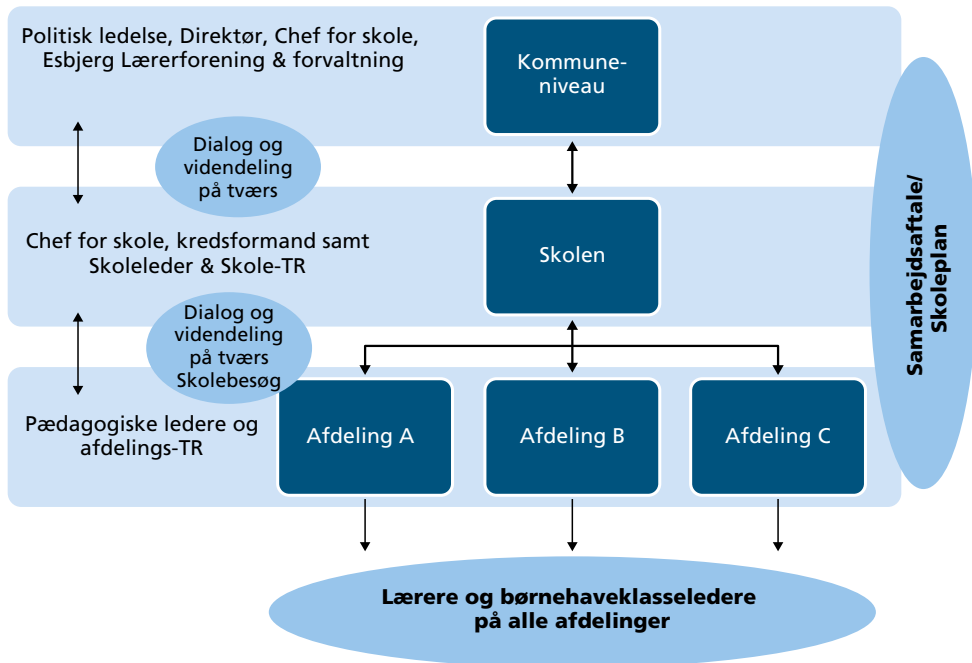 Politisk ledelse, Direktør, Chef for skole,
Esbjerg Lærerforening & forvaltning
Kommune-
niveau
Dialog og
videndeling
på tværs
Chef for skole, kredsformand samt
Skoleleder & Skole-TR
Skolen
Dialog og
videndeling
på tværs
Skolebesøg
Pædagogiske ledere og
afdelings-TR
Afdeling A
Afdeling B
Afdeling C
Samarbejdsaftale/
Skoleplan
Lærere og børnehaveklasseledere
på alle afdelinger